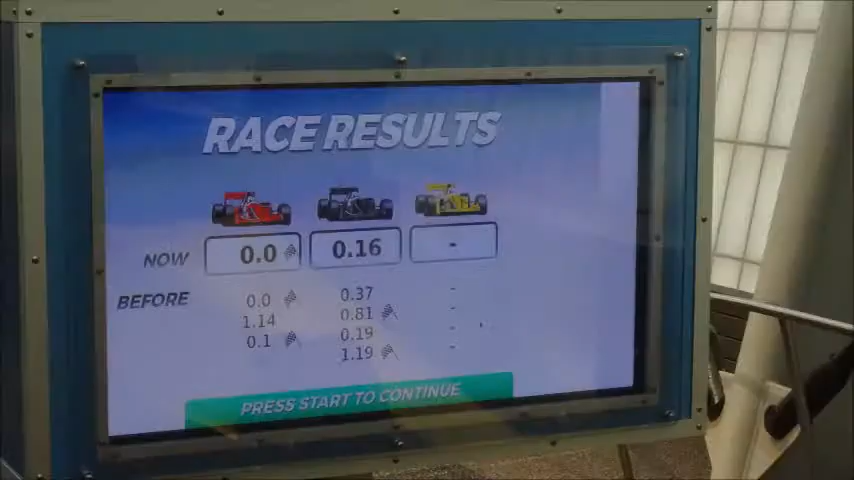 RACE RESULTS
NOW 0.0 0.16 -
BEFORE 0.0 0.37 -
1.14 0.81 -
0.1 0.19 -
1.19 -
PRESS START TO CONTINUE